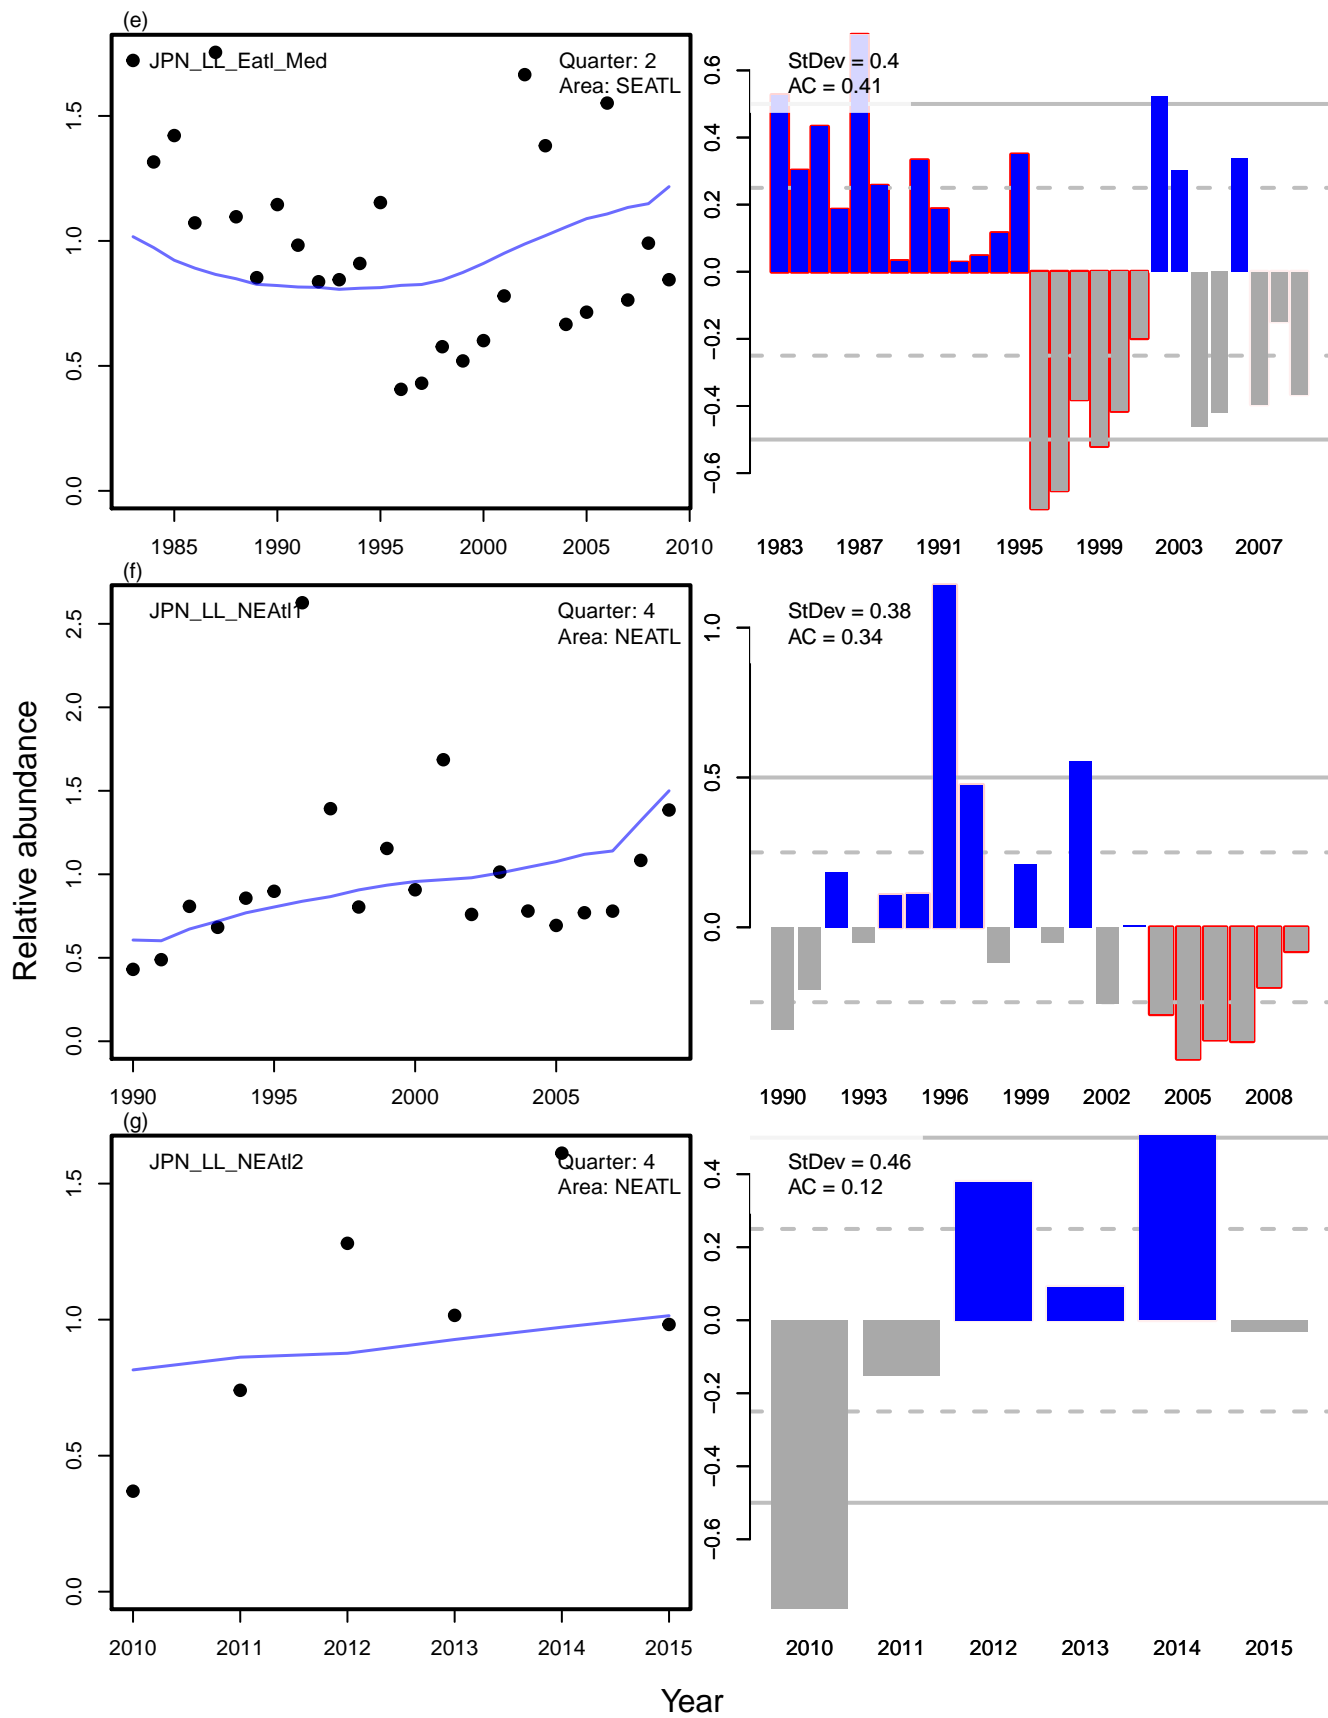 (e)
JPN_LL_Eatl_Med
Quarter: 2
Area: SEATL
0.0 0.5 1.0 1.5
1985 1990 1995 2000 2005 2010
StDev = 0.4
AC = 0.41
−0.6 −0.4 −0.2 0.0 0.2 0.4 0.6
1983 1987 1991 1995 1999 2003 2007
(f)
JPN_LL_NEAtl1
Quarter: 4
Area: NEATL
0.0 0.5 1.0 1.5 2.0 2.5
1990 1995 2000 2005
StDev = 0.38
AC = 0.34
0.0 0.5 1.0
1990 1993 1996 1999 2002 2005 2008
Relative abundance
(g)
JPN_LL_NEAtl2
Quarter: 4
Area: NEATL
0.0 0.5 1.0 1.5
2010 2011 2012 2013 2014 2015
StDev = 0.46
AC = 0.12
−0.6 −0.4 −0.2 0.0 0.2 0.4
2010 2011 2012 2013 2014 2015
Year